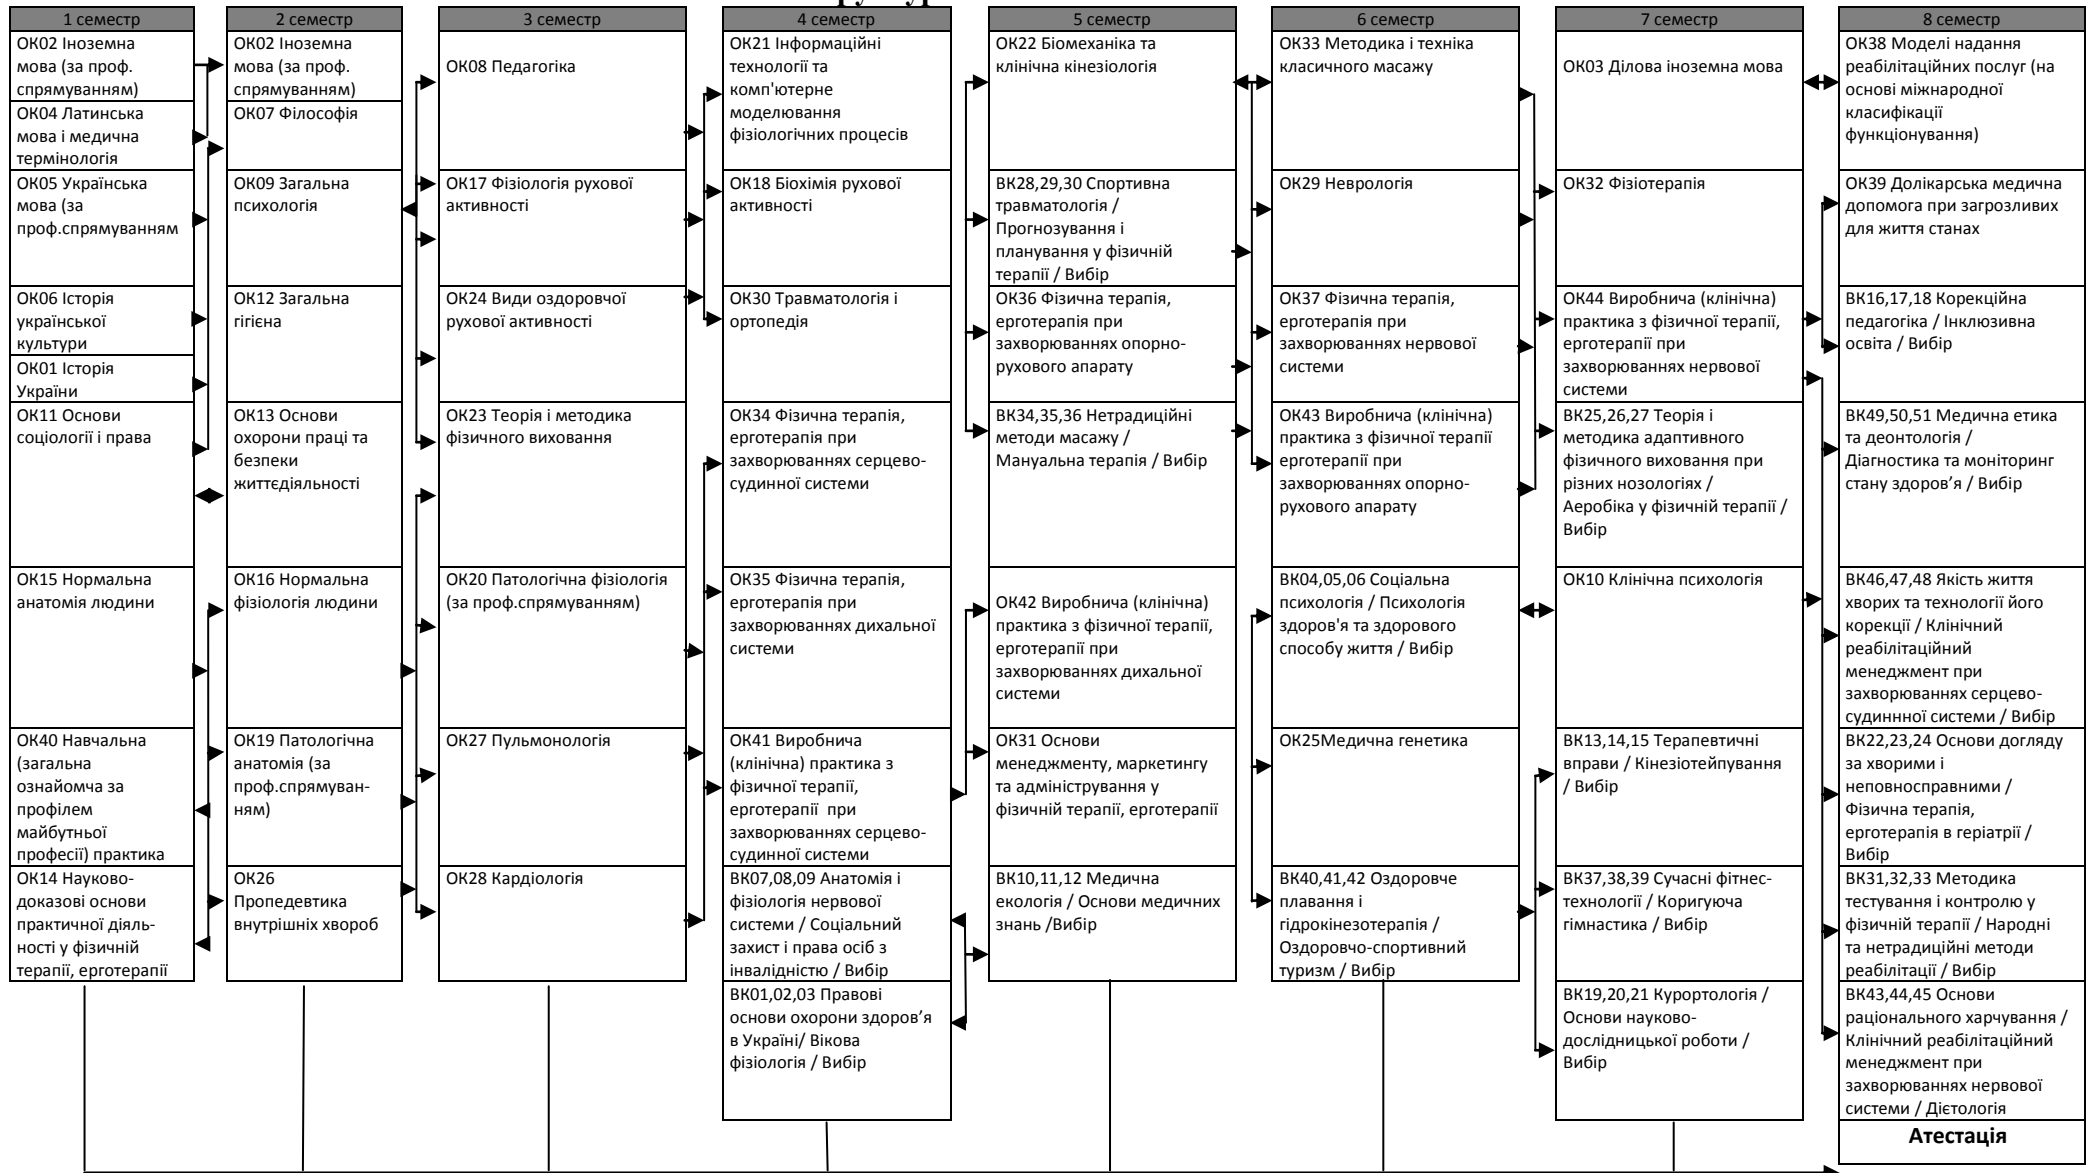 1 семестр
ОК02 Іноземна
мова (за проф.
спрямуванням)
ОК04 Латинська
мова і медична
термінологія
ОК05 Українська
мова (за
проф.спрямуванням
ОК06 Історія
української
культури
ОК01 Історія
України
ОК11 Основи
соціології і права
ОК15 Нормальна
анатомія людини
ОК40 Навчальна
(загальна
ознайомча за
профілем
майбутньої
професії) практика
ОК14 Науково-
доказові основи
практичної діяль-
ності у фізичній
терапії, ерготерапії
2 семестр
ОК02 Іноземна
мова (за проф.
спрямуванням)
ОК07 Філософія
ОК09 Загальна
психологія
ОК12 Загальна
гігієна
ОК13 Основи
охорони праці та
безпеки
життєдіяльності
ОК16 Нормальна
фізіологія людини
ОК19 Патологічна
анатомія (за
проф.спрямуван-
ням)
ОК26
Пропедевтика
внутрішніх хвороб
3 семестр
ОК08 Педагогіка
ОК17 Фізіологія рухової
активності
ОК24 Види оздоровчої
рухової активності
ОК23 Теорія і методика
фізичного виховання
ОК20 Патологічна фізіологія
(за проф.спрямуванням)
ОК27 Пульмонологія
ОК28 Кардіологія
4 семестр
ОК21 Інформаційні
технології та
комп'ютерне
моделювання
фізіологічних процесів
ОК18 Біохімія рухової
активності
ОК30 Травматологія і
ортопедія
ОК34 Фізична терапія,
ерготерапія при
захворюваннях серцево-
судинної системи
ОК35 Фізична терапія,
ерготерапія при
захворюваннях дихальної
системи
ОК41 Виробнича
(клінічна) практика з
фізичної терапії,
ерготерапії при
захворюваннях серцево-
судинної системи
ВК07,08,09 Анатомія і
фізіологія нервової
системи / Соціальний
захист і права осіб з
інвалідністю / Вибір
ВК01,02,03 Правові
основи охорони здоров’я
в Україні/ Вікова
фізіологія / Вибір
5 семестр
ОК22 Біомеханіка та
клінічна кінезіологія
ВК28,29,30 Спортивна
травматологія /
Прогнозування і
планування у фізичній
терапії / Вибір
ОК36 Фізична терапія,
ерготерапія при
захворюваннях опорно-
рухового апарату
ВК34,35,36 Нетрадиційні
методи масажу /
Мануальна терапія / Вибір
ОК42 Виробнича (клінічна)
практика з фізичної терапії,
ерготерапії при
захворюваннях дихальної
системи
ОК31 Основи
менеджменту, маркетингу
та адміністрування у
фізичній терапії, ерготерапії
ВК10,11,12 Медична
екологія / Основи медичних
знань /Вибір
6 семестр
ОК33 Методика і техніка
класичного масажу
ОК29 Неврологія
ОК37 Фізична терапія,
ерготерапія при
захворюваннях нервової
системи
ОК43 Виробнича (клінічна)
практика з фізичної терапії
ерготерапії при
захворюваннях опорно-
рухового апарату
ВК04,05,06 Соціальна
психологія / Психологія
здоров'я та здорового
способу життя / Вибір
ОК25Медична генетика
ВК40,41,42 Оздоровче
плавання і
гідрокінезотерапія /
Оздоровчо-спортивний
туризм / Вибір
7 семестр
ОК03 Ділова іноземна мова
ОК32 Фізіотерапія
ОК44 Виробнича (клінічна)
практика з фізичної терапії,
ерготерапії при
захворюваннях нервової
системи
ВК25,26,27 Теорія і
методика адаптивного
фізичного виховання при
різних нозологіях /
Аеробіка у фізичній терапії /
Вибір
ОК10 Клінічна психологія
ВК13,14,15 Терапевтичні
вправи / Кінезіотейпування
/ Вибір
ВК37,38,39 Сучасні фітнес-
технології / Коригуюча
гімнастика / Вибір
ВК19,20,21 Курортологія /
Основи науково-
дослідницької роботи /
Вибір
8 семестр
ОК38 Моделі надання
реабілітаційних послуг (на
основі міжнародної
класифікації
функціонування)
ОК39 Долікарська медична
допомога при загрозливих
для життя станах
ВК16,17,18 Корекційна
педагогіка / Інклюзивна
освіта / Вибір
ВК49,50,51 Медична етика
та деонтологія /
Діагностика та моніторинг
стану здоров’я / Вибір
ВК46,47,48 Якість життя
хворих та технології його
корекції / Клінічний
реабілітаційний
менеджмент при
захворюваннях серцево-
судиннної системи / Вибір
ВК22,23,24 Основи догляду
за хворими і
неповносправними /
Фізична терапія,
ерготерапія в геріатрії /
Вибір
ВК31,32,33 Методика
тестування і контролю у
фізичній терапії / Народні
та нетрадиційні методи
реабілітації / Вибір
ВК43,44,45 Основи
раціонального харчування /
Клінічний реабілітаційний
менеджмент при
захворюваннях нервової
системи / Дієтологія
Атестація